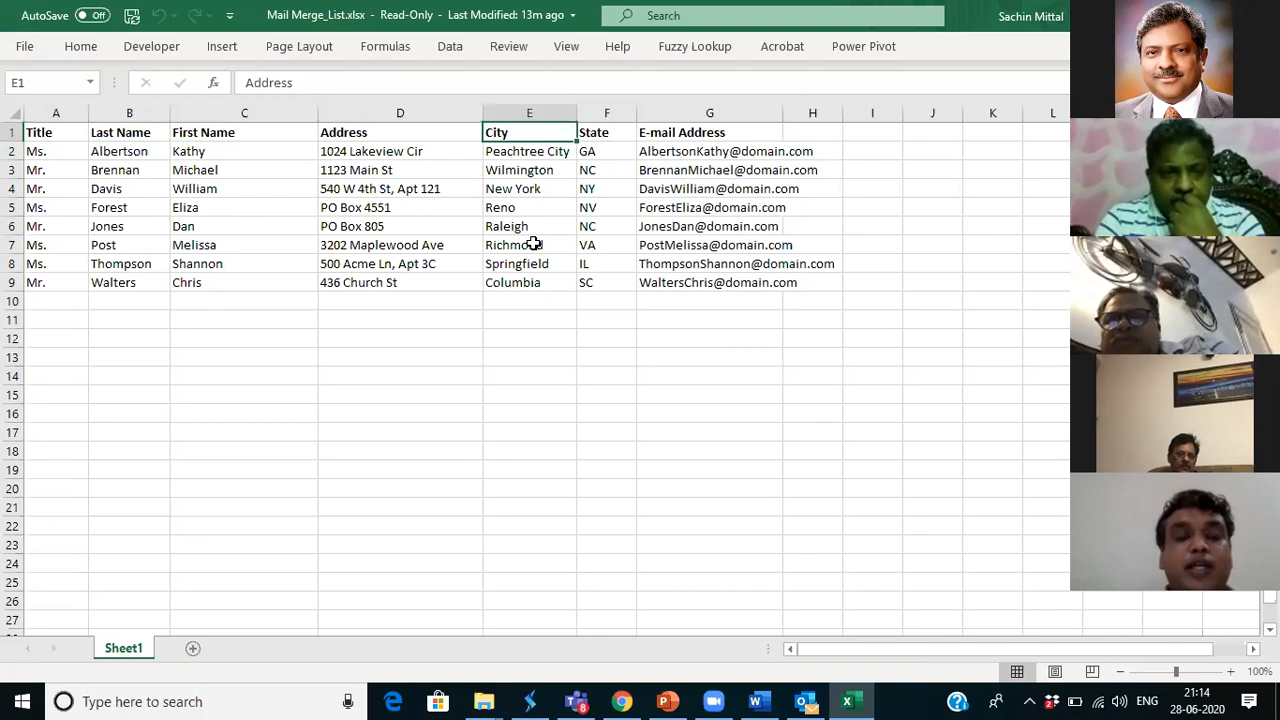 AutoSave Off Mail Merge_List.xlsx - Read-Only - Last Modified: 13m ago Search Sachin Mittal
File Home Developer Insert Page Layout Formulas Data Review View Help Fuzzy Lookup Acrobat Power Pivot
E1 fx Address
A B C D E F G H I J K L
1 Title Last Name First Name Address City State E-mail Address
2 Ms. Albertson Kathy 1024 Lakeview Cir Peachtree City GA AlbertsonKathy@domain.com
3 Mr. Brennan Michael 1123 Main St Wilmington NC BrennanMichael@domain.com
4 Mr. Davis William 540 W 4th St, Apt 121 New York NY DavisWilliam@domain.com
5 Ms. Forest Eliza PO Box 4551 Reno NV ForestEliza@domain.com
6 Mr. Jones Dan PO Box 805 Raleigh NC JonesDan@domain.com
7 Ms. Post Melissa 3202 Maplewood Ave Richmond VA PostMelissa@domain.com
8 Ms. Thompson Shannon 500 Acme Ln, Apt 3C Springfield IL ThompsonShannon@domain.com
9 Mr. Walters Chris 436 Church St Columbia SC WaltersChris@domain.com
10
11
12
13
14
15
16
17
18
19
20
21
22
23
24
25
26
27
Sheet1
100%
Type here to search ENG 21:14
28-06-2020